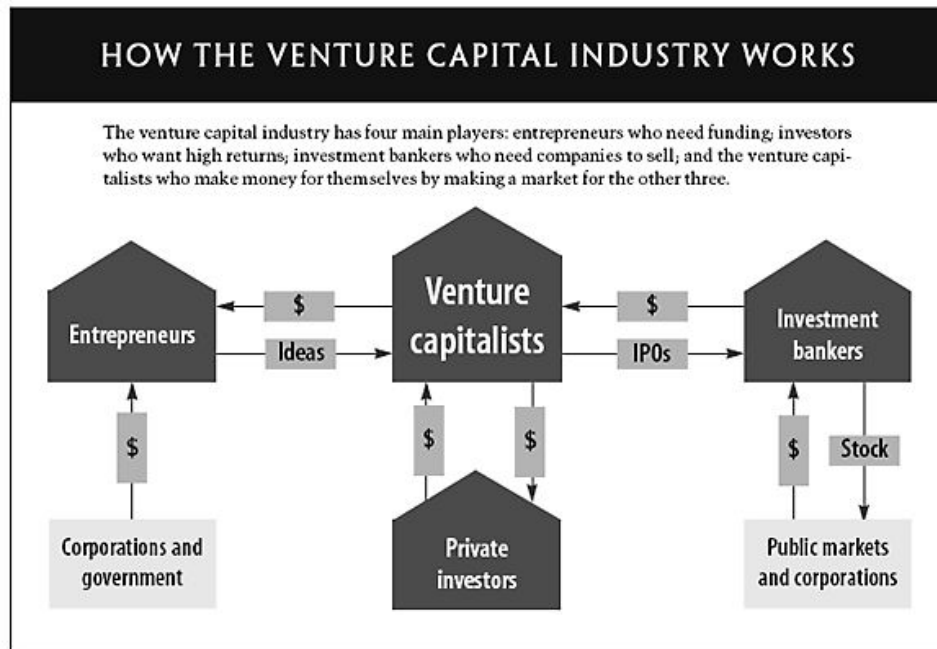 HOW THE VENTURE CAPITAL INDUSTRY WORKS
The venture capital industry has four main players: entrepreneurs who need funding; investors
who want high returns; investment bankers who need companies to sell; and the venture capi-
talists who make money for themselves by making a market for the other three.
Entrepreneurs
$
Ideas
Venture
capitalists
$
IPOs
Investment
bankers
$
$
$
$
Stock
Corporations and
government
Private
investors
Public markets
and corporations